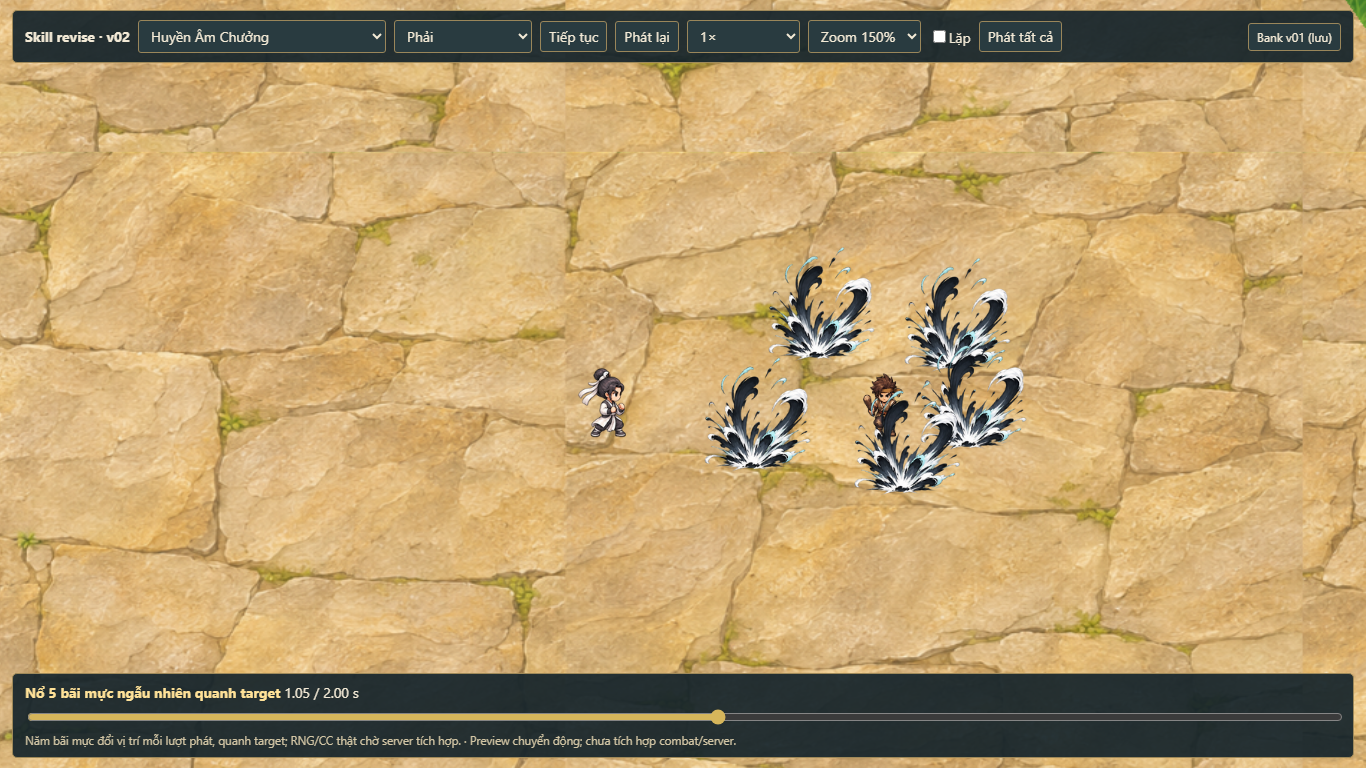 Skill revise · v02 Huyền Âm Chưởng Phải Tiếp tục Phát lại 1× Zoom 150% Lặp Phát tất cả Bank v01 (lưu)
Nổ 5 bãi mực ngẫu nhiên quanh target 1.05 / 2.00 s
Năm bãi mực đổi vị trí mỗi lượt phát, quanh target; RNG/CC thật chờ server tích hợp. · Preview chuyển động; chưa tích hợp combat/server.